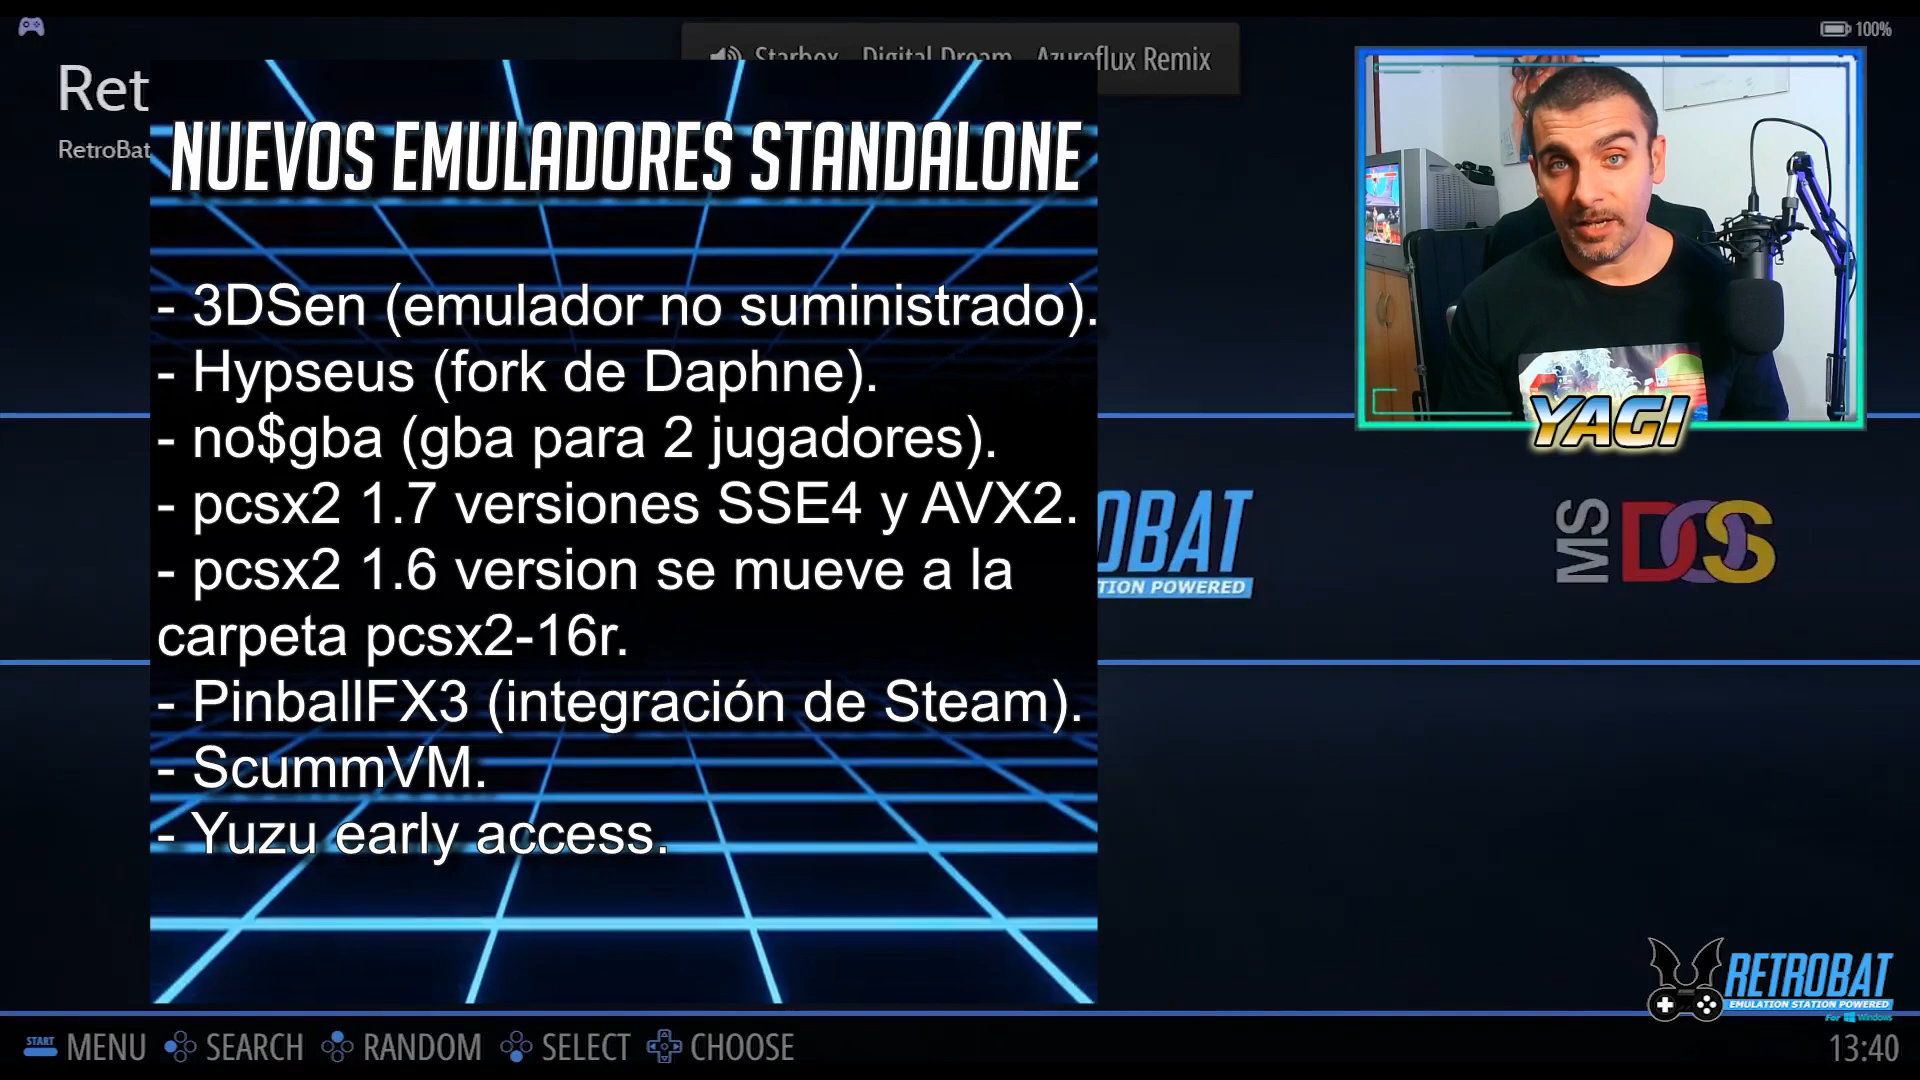 100%
Starbox Digital Dream Azureflux Remix
Ret
RetroBat
NUEVOS EMULADORES STANDALONE
- 3DSen (emulador no suministrado).
- Hypseus (fork de Daphne).
- no$gba (gba para 2 jugadores).
- pcsx2 1.7 versiones SSE4 y AVX2.
- pcsx2 1.6 version se mueve a la
carpeta pcsx2-16r.
- PinballFX3 (integración de Steam).
- ScummVM.
- Yuzu early access.
YAGI
OBAT
TION POWERED
MS
DOS
RETROBAT
EMULATION STATION POWERED
For Windows
START MENU SEARCH RANDOM SELECT CHOOSE
13:40